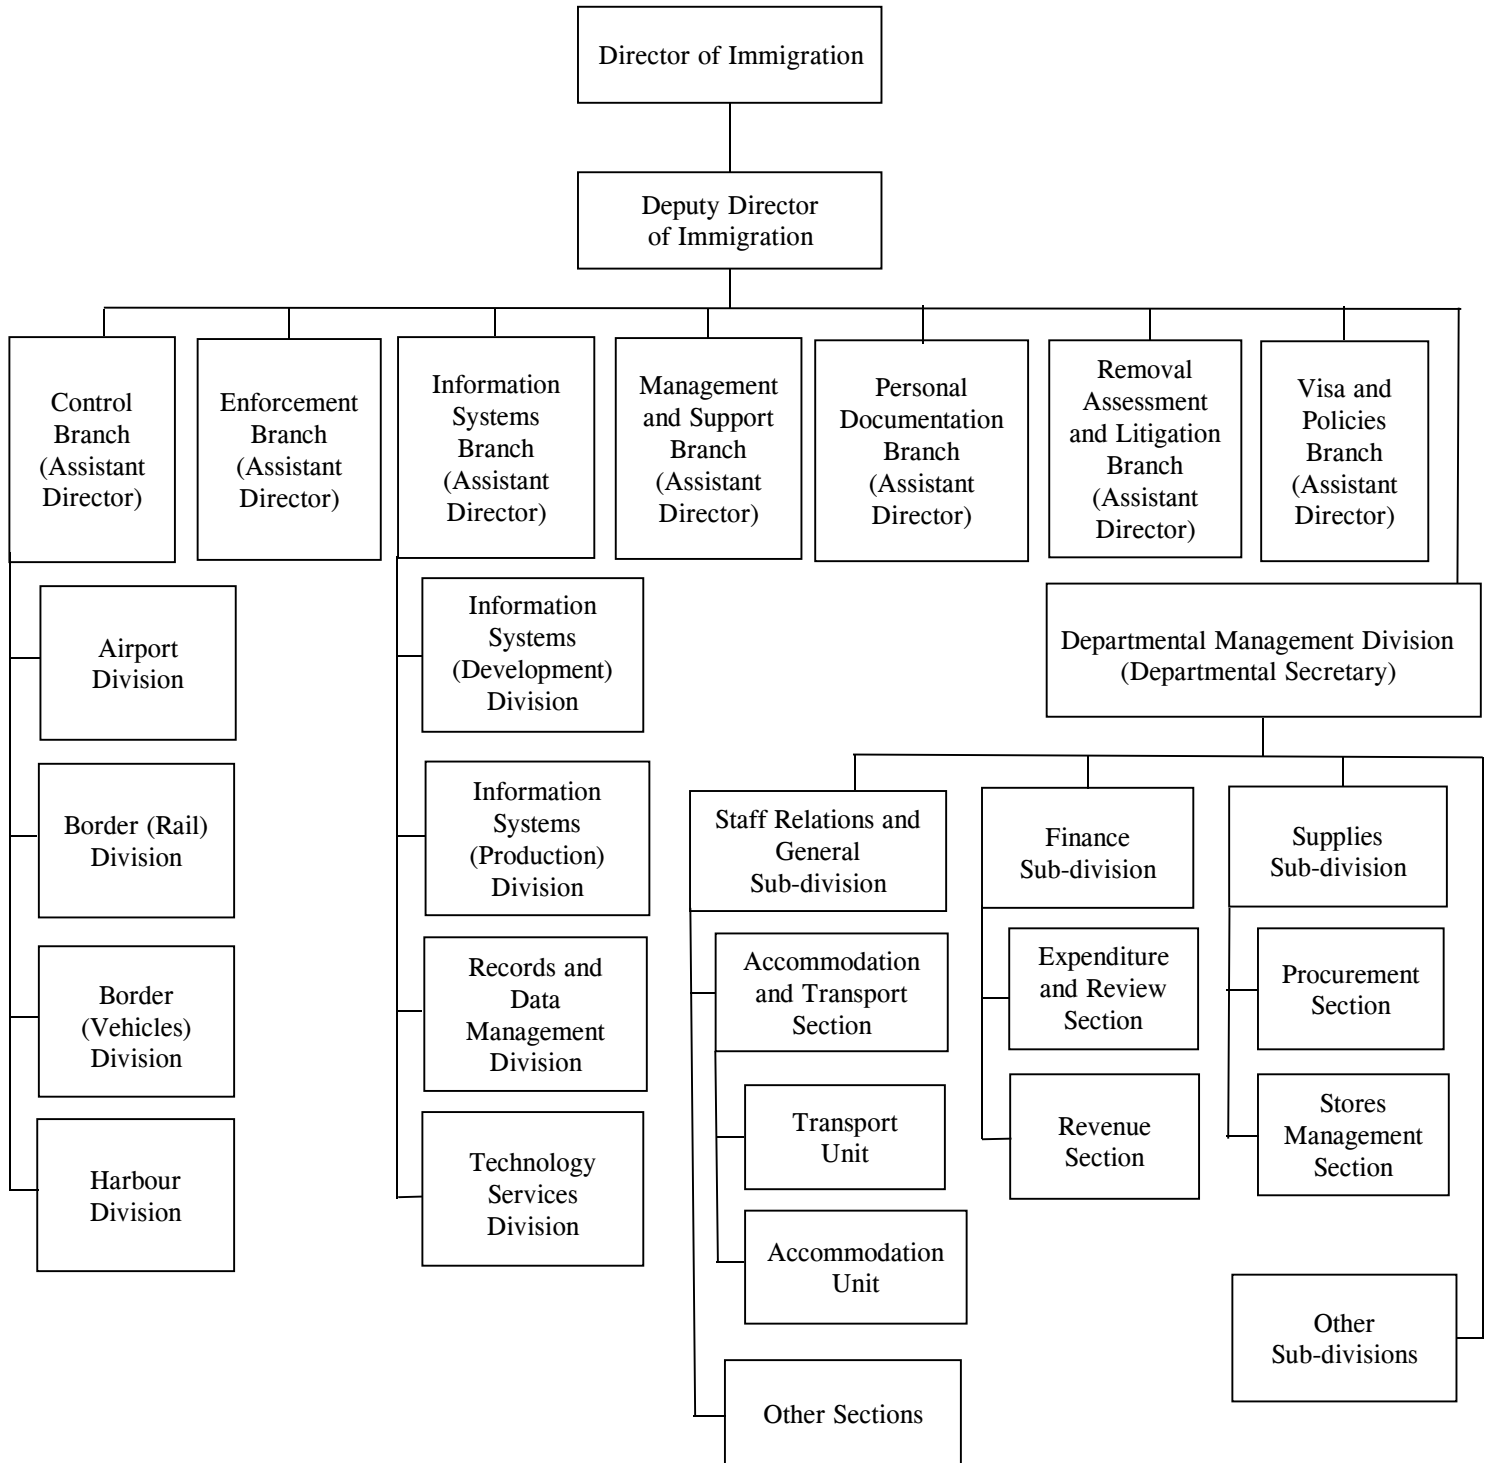 Director of Immigration
Deputy Director
of Immigration
Control
Branch
(Assistant
Director)
Enforcement
Branch
(Assistant
Director)
Information
Systems
Branch
(Assistant
Director)
Management
and Support
Branch
(Assistant
Director)
Personal
Documentation
Branch
(Assistant
Director)
Removal
Assessment
and Litigation
Branch
(Assistant
Director)
Visa and
Policies
Branch
(Assistant
Director)
Airport
Division
Border (Rail)
Division
Border
(Vehicles)
Division
Harbour
Division
Information
Systems
(Development)
Division
Information
Systems
(Production)
Division
Records and
Data
Management
Division
Technology
Services
Division
Departmental Management Division
(Departmental Secretary)
Staff Relations and
General
Sub-division
Accommodation
and Transport
Section
Transport
Unit
Accommodation
Unit
Other Sections
Finance
Sub-division
Expenditure
and Review
Section
Revenue
Section
Supplies
Sub-division
Procurement
Section
Stores
Management
Section
Other
Sub-divisions